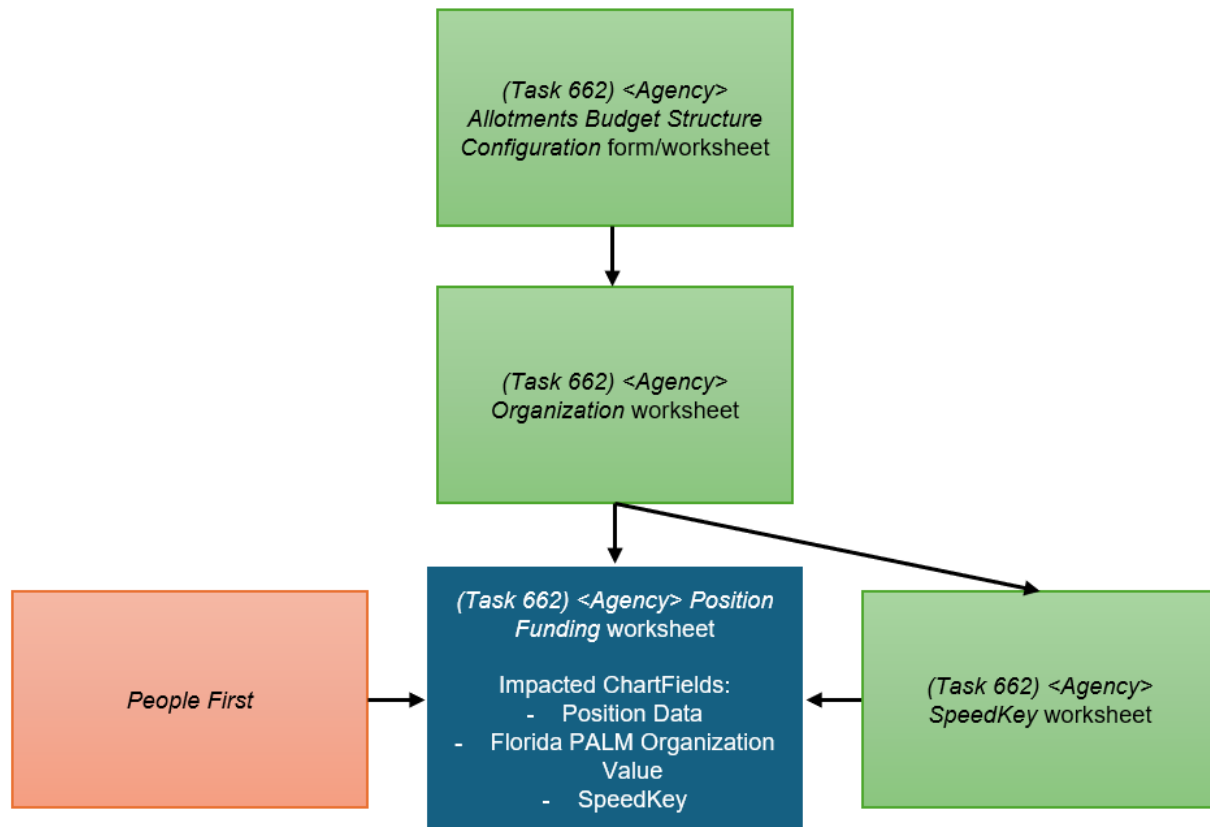 (Task 662) <Agency>
Allotments Budget Structure
Configuration form/worksheet
(Task 662) <Agency>
Organization worksheet
People First
(Task 662) <Agency> Position
Funding worksheet
Impacted ChartFields:
- Position Data
- Florida PALM Organization
Value
- SpeedKey
(Task 662) <Agency>
SpeedKey worksheet